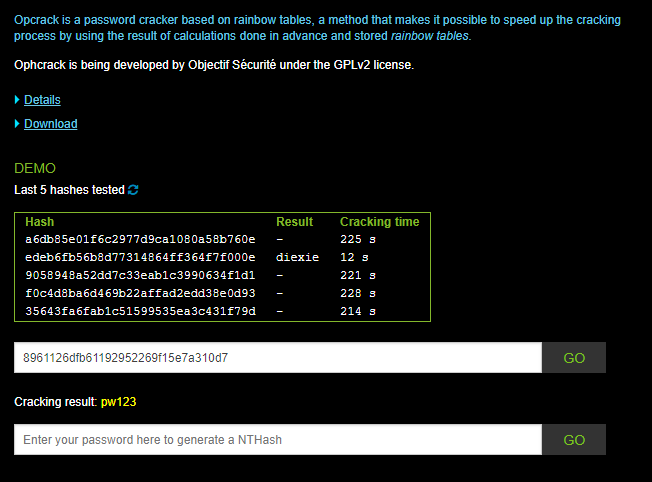 Opcrack is a password cracker based on rainbow tables, a method that makes it possible to speed up the cracking
process by using the result of calculations done in advance and stored rainbow tables.
Ophcrack is being developed by Objectif Sécurité under the GPLv2 license.
Details
Download
DEMO
Last 5 hashes tested
Hash Result Cracking time
a6db85e01f6c2977d9ca1080a58b760e - 225 s
edeb6fb56b8d77314864ff364f7f000e diexie 12 s
9058948a52dd7c33eab1c3990634f1d1 - 221 s
f0c4d8ba6d469b22affad2edd38e0d93 - 228 s
35643fa6fab1c51599535ea3c431f79d - 214 s
8961126dfb61192952269f15e7a310d7 GO
Cracking result: pw123
Enter your password here to generate a NTHash GO